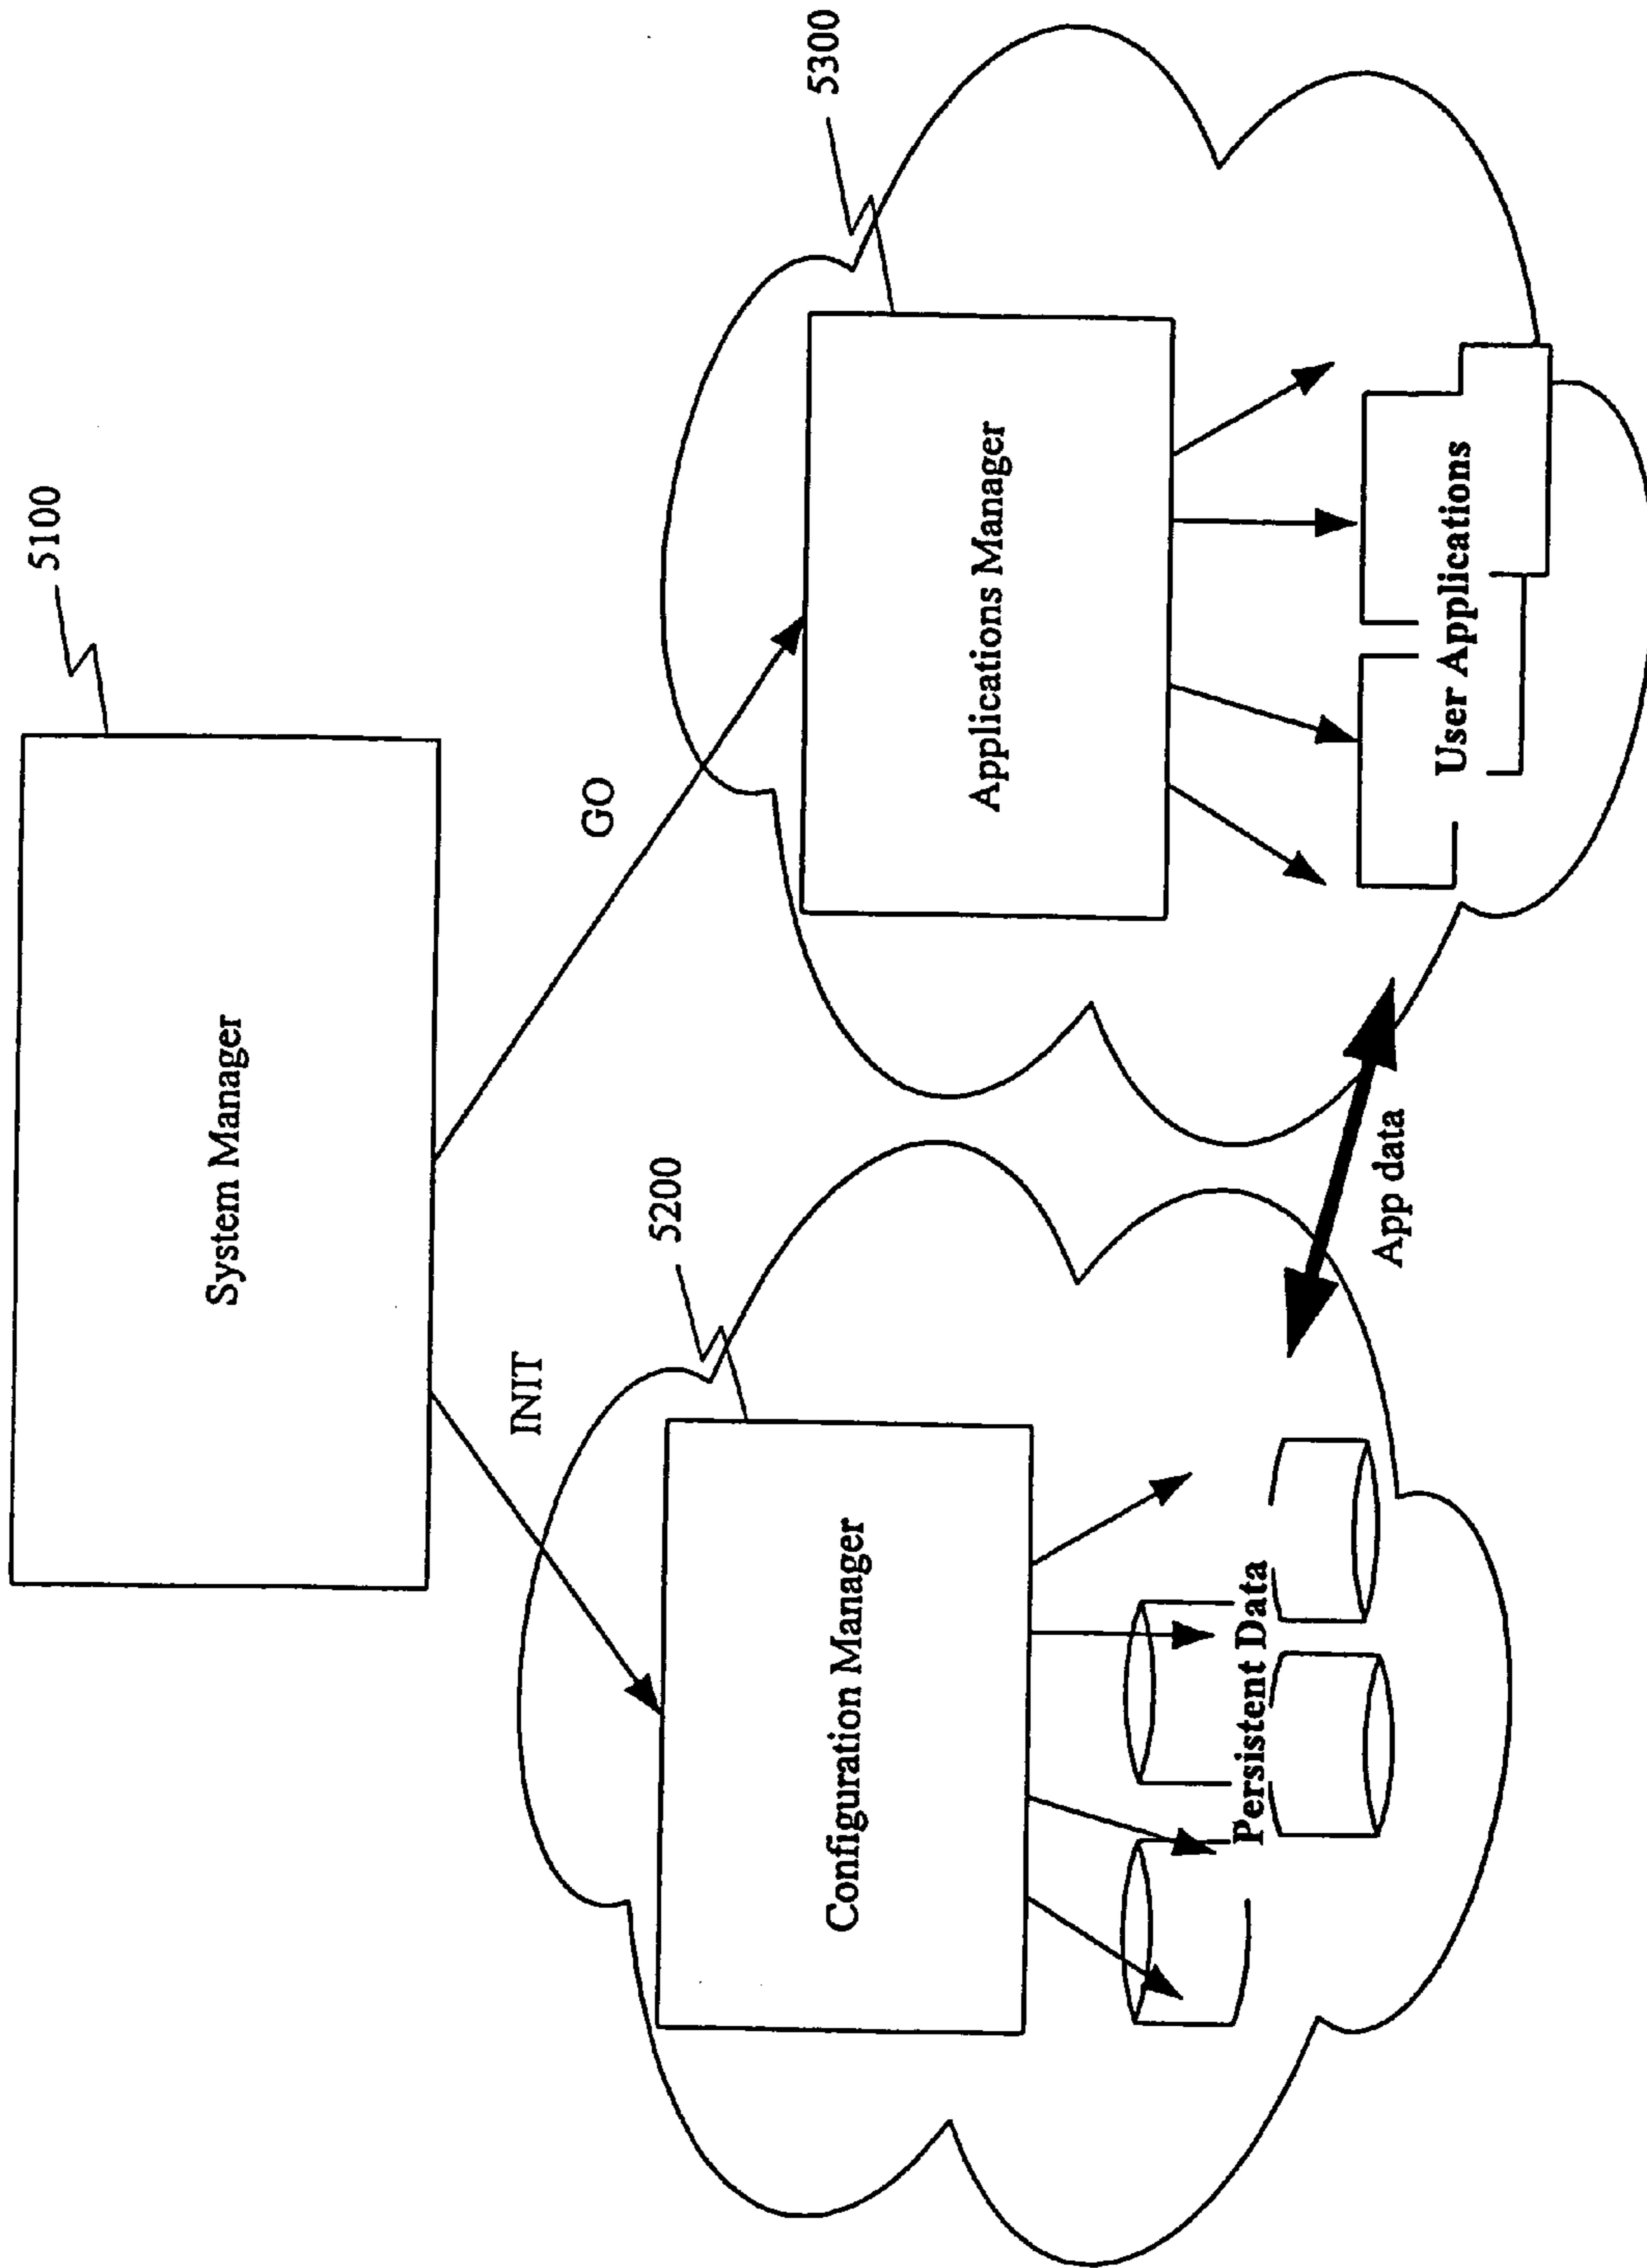 5100
System Manager
INIT
GO
5200
5300
Configuration Manager
Applications Manager
Persistent Data
App data
User Applications